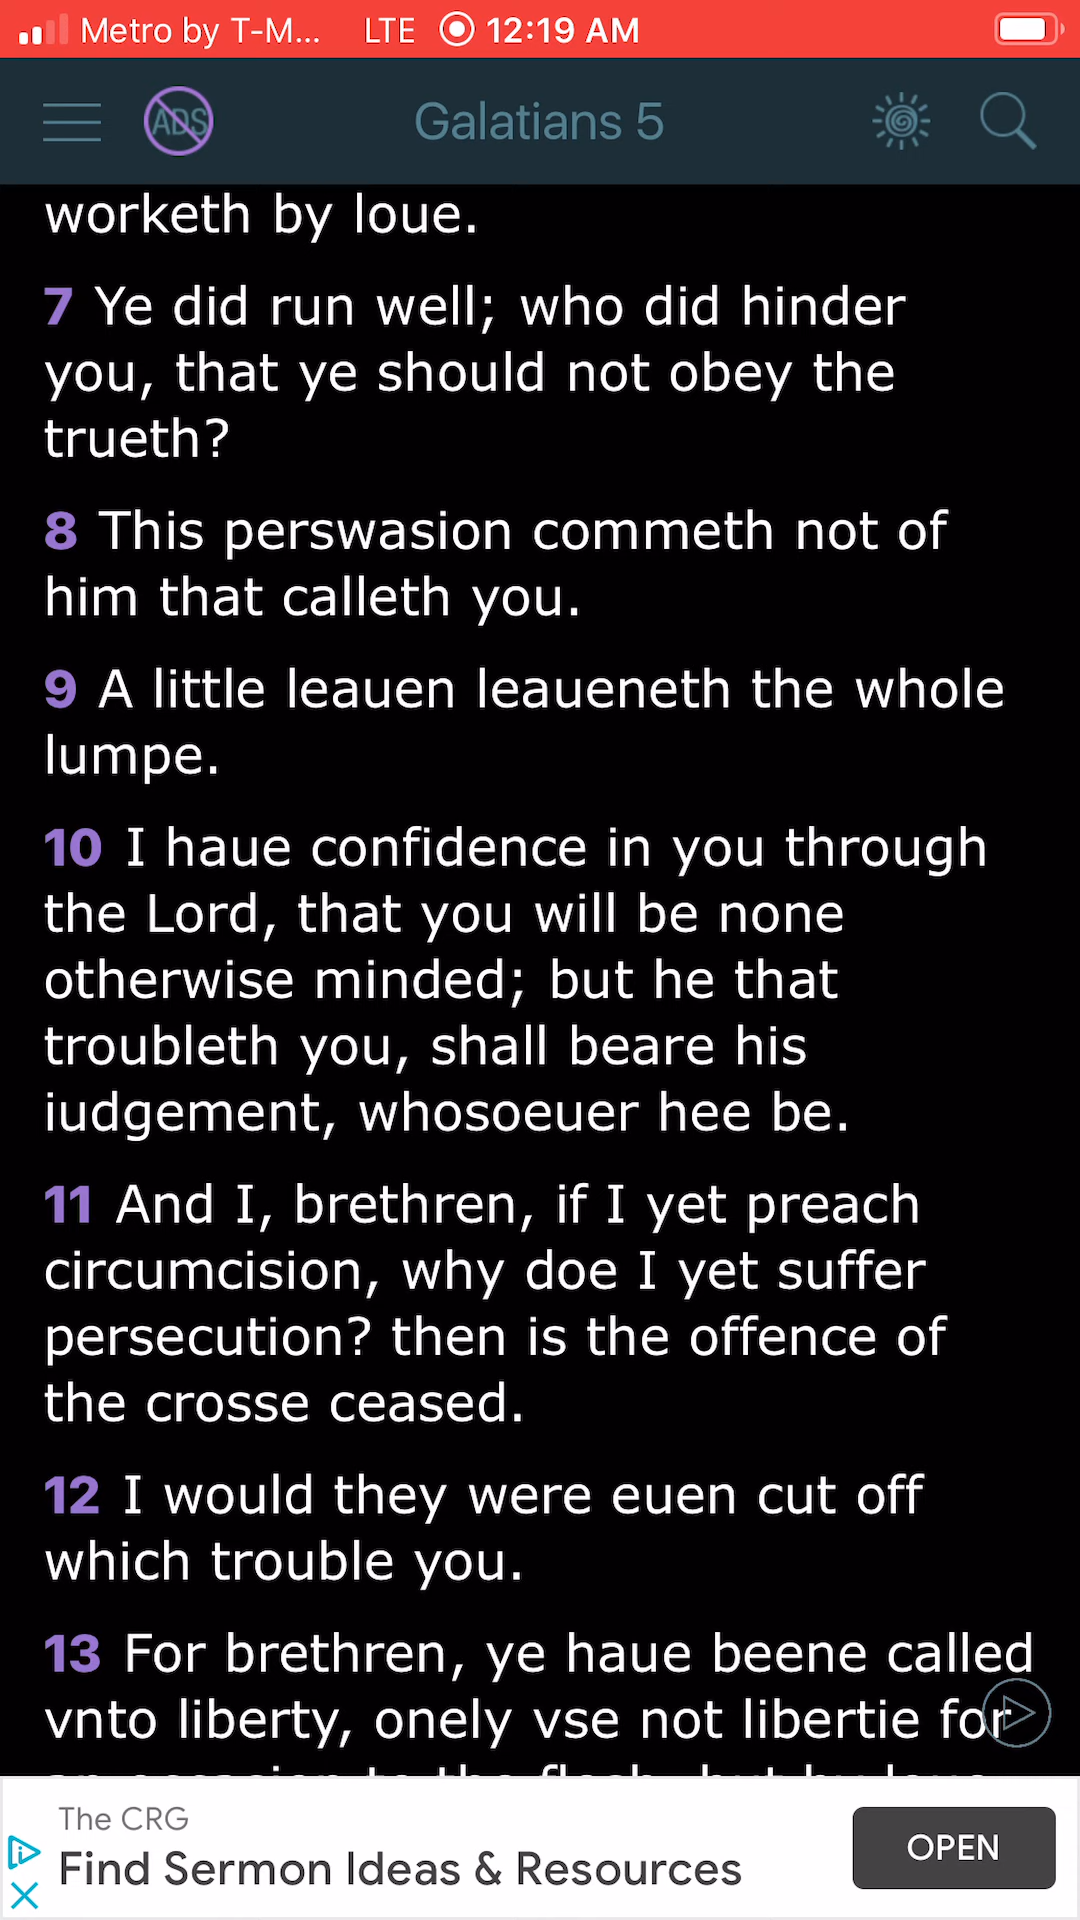 Metro by T-M... LTE 12:19 AM
ADS Galatians 5
worketh by loue.
7 Ye did run well; who did hinder
you, that ye should not obey the
trueth?
8 This perswasion commeth not of
him that calleth you.
9 A little leauen leaueneth the whole
lumpe.
10 I haue confidence in you through
the Lord, that you will be none
otherwise minded; but he that
troubleth you, shall beare his
iudgement, whosoeuer hee be.
11 And I, brethren, if I yet preach
circumcision, why doe I yet suffer
persecution? then is the offence of
the crosse ceased.
12 I would they were euen cut off
which trouble you.
13 For brethren, ye haue beene called
vnto liberty, onely vse not libertie for
The CRG
Find Sermon Ideas & Resources
OPEN